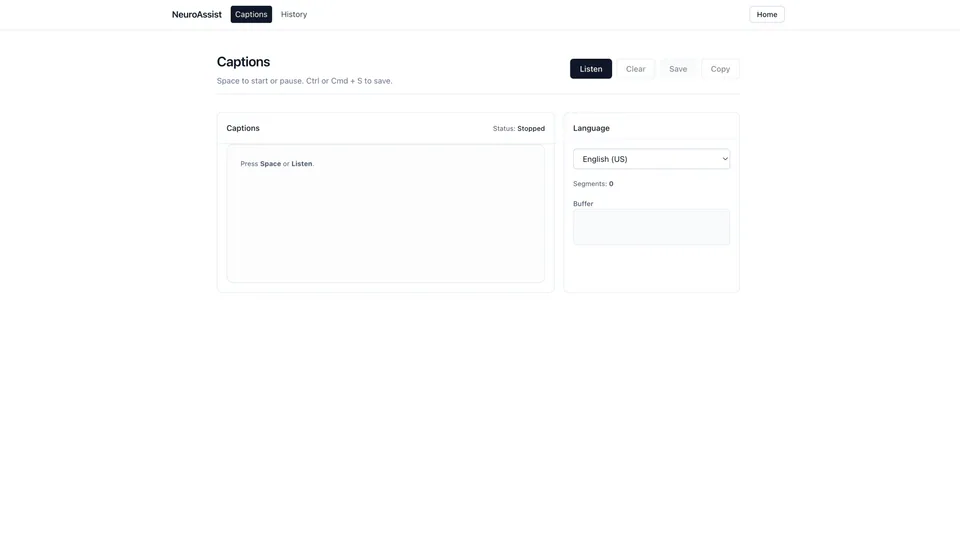 NeuroAssist Captions History Home
Captions
Space to start or pause. Ctrl or Cmd + S to save.
Listen Clear Save Copy
Captions Status: Stopped
Press Space or Listen.
Language
English (US)
Segments: 0
Buffer